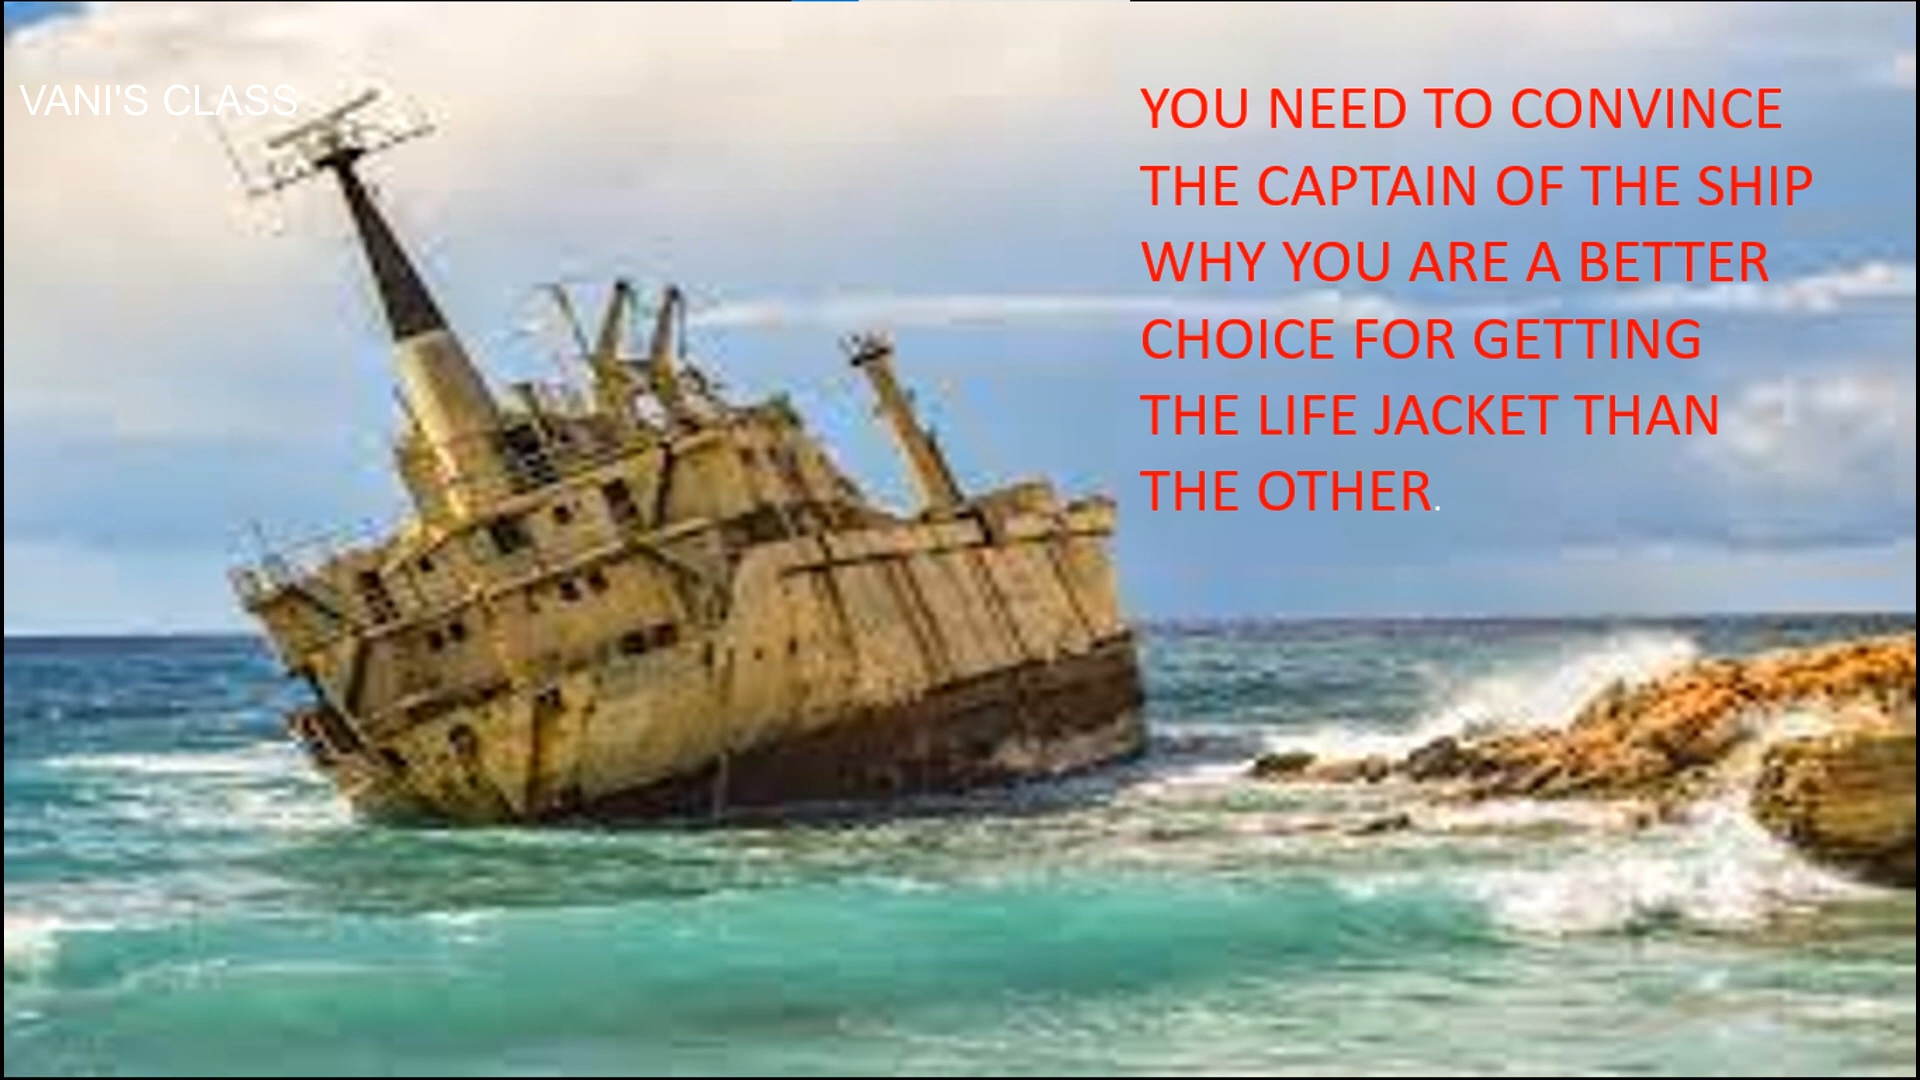 VANI'S CLASS
YOU NEED TO CONVINCE
THE CAPTAIN OF THE SHIP
WHY YOU ARE A BETTER
CHOICE FOR GETTING
THE LIFE JACKET THAN
THE OTHER.